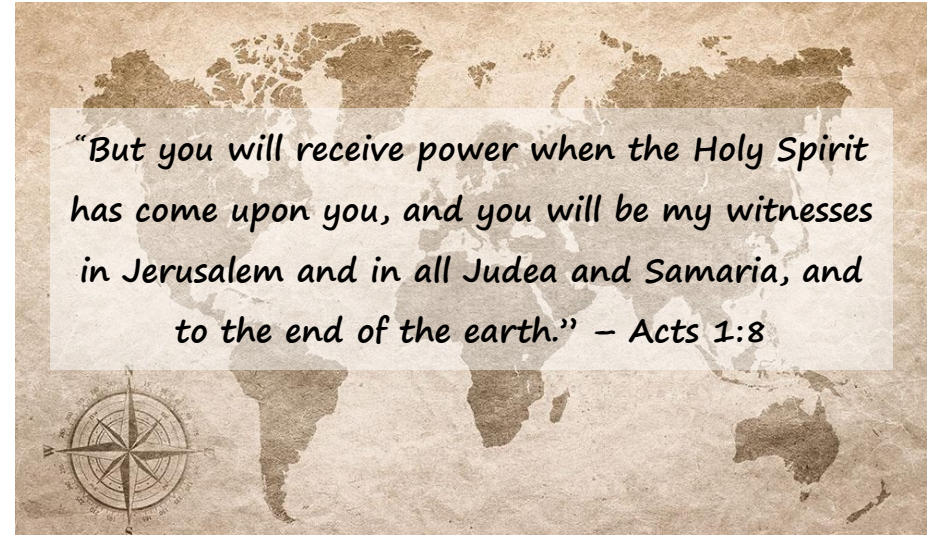 “But you will receive power when the Holy Spirit
has come upon you, and you will be my witnesses
in Jerusalem and in all Judea and Samaria, and
to the end of the earth.” – Acts 1:8
N
W
S